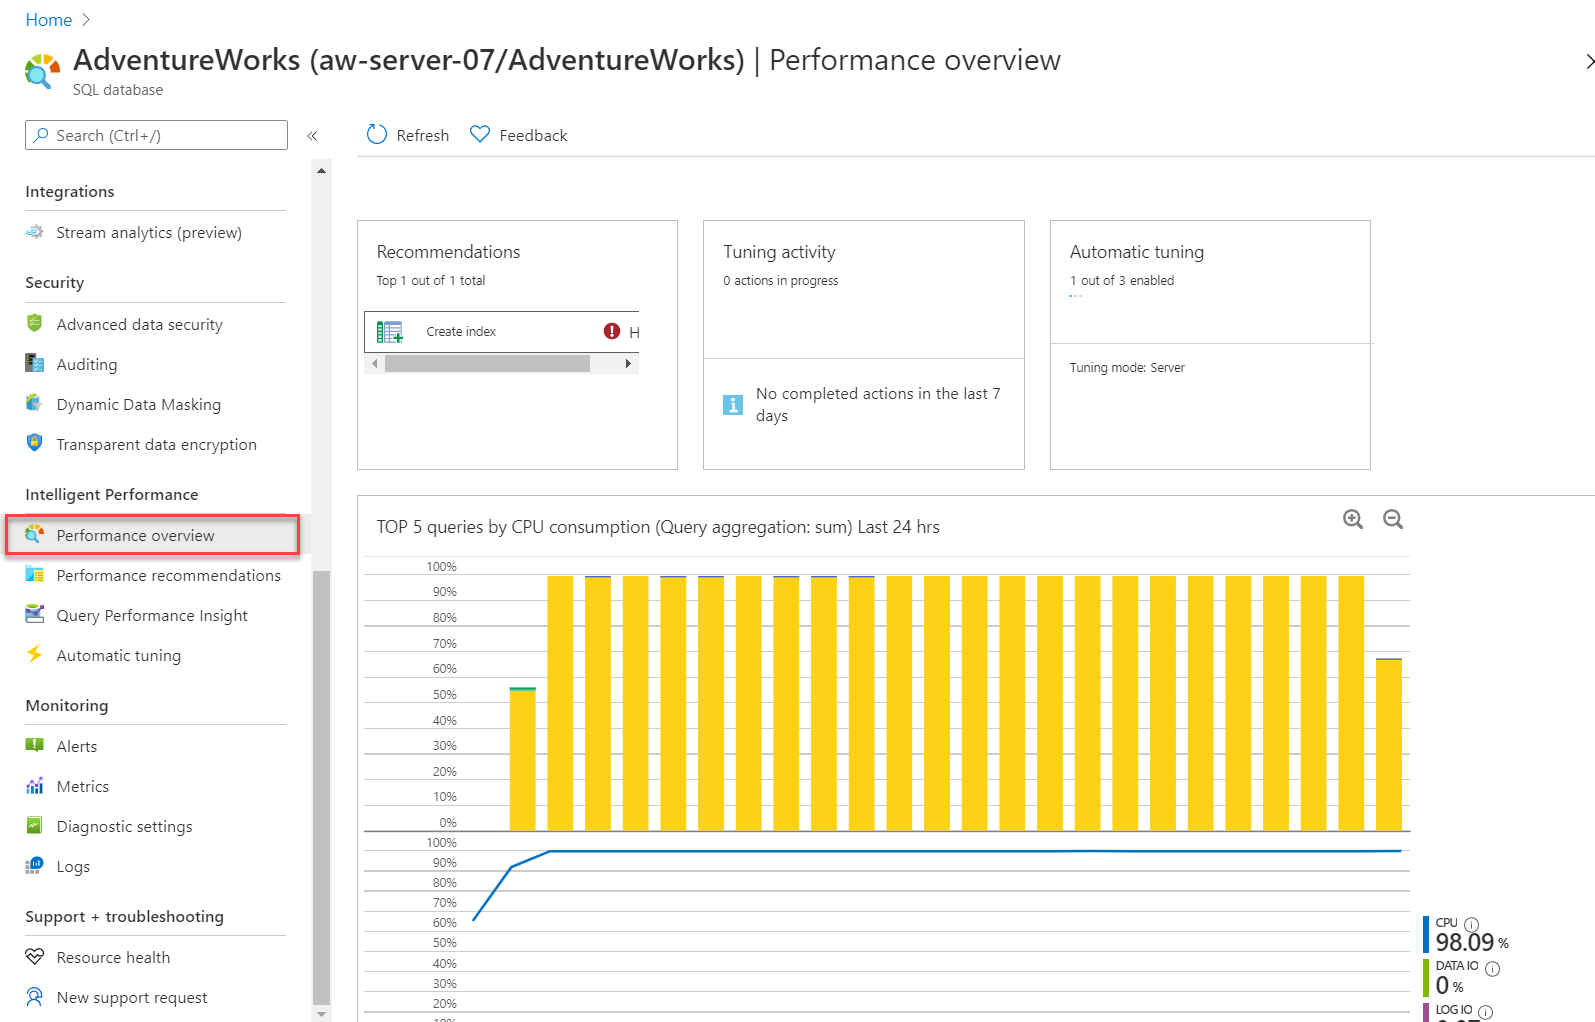 Home
AdventureWorks (aw-server-07/AdventureWorks) | Performance overview
SQL database
Search (Ctrl+/)
«
Refresh
Feedback
Integrations
Stream analytics (preview)
Security
Advanced data security
Auditing
Dynamic Data Masking
Transparent data encryption
Intelligent Performance
Performance overview
Performance recommendations
Query Performance Insight
Automatic tuning
Monitoring
Alerts
Metrics
Diagnostic settings
Logs
Support + troubleshooting
Resource health
New support request
Recommendations
Top 1 out of 1 total
Create index
H
Tuning activity
0 actions in progress
No completed actions in the last 7
days
Automatic tuning
1 out of 3 enabled
Tuning mode: Server
TOP 5 queries by CPU consumption (Query aggregation: sum) Last 24 hrs
100%
90%
80%
70%
60%
50%
40%
30%
20%
10%
0%
100%
90%
80%
70%
60%
50%
40%
30%
20%
10%
CPU
98.09 %
DATA IO
0 %
LOG IO